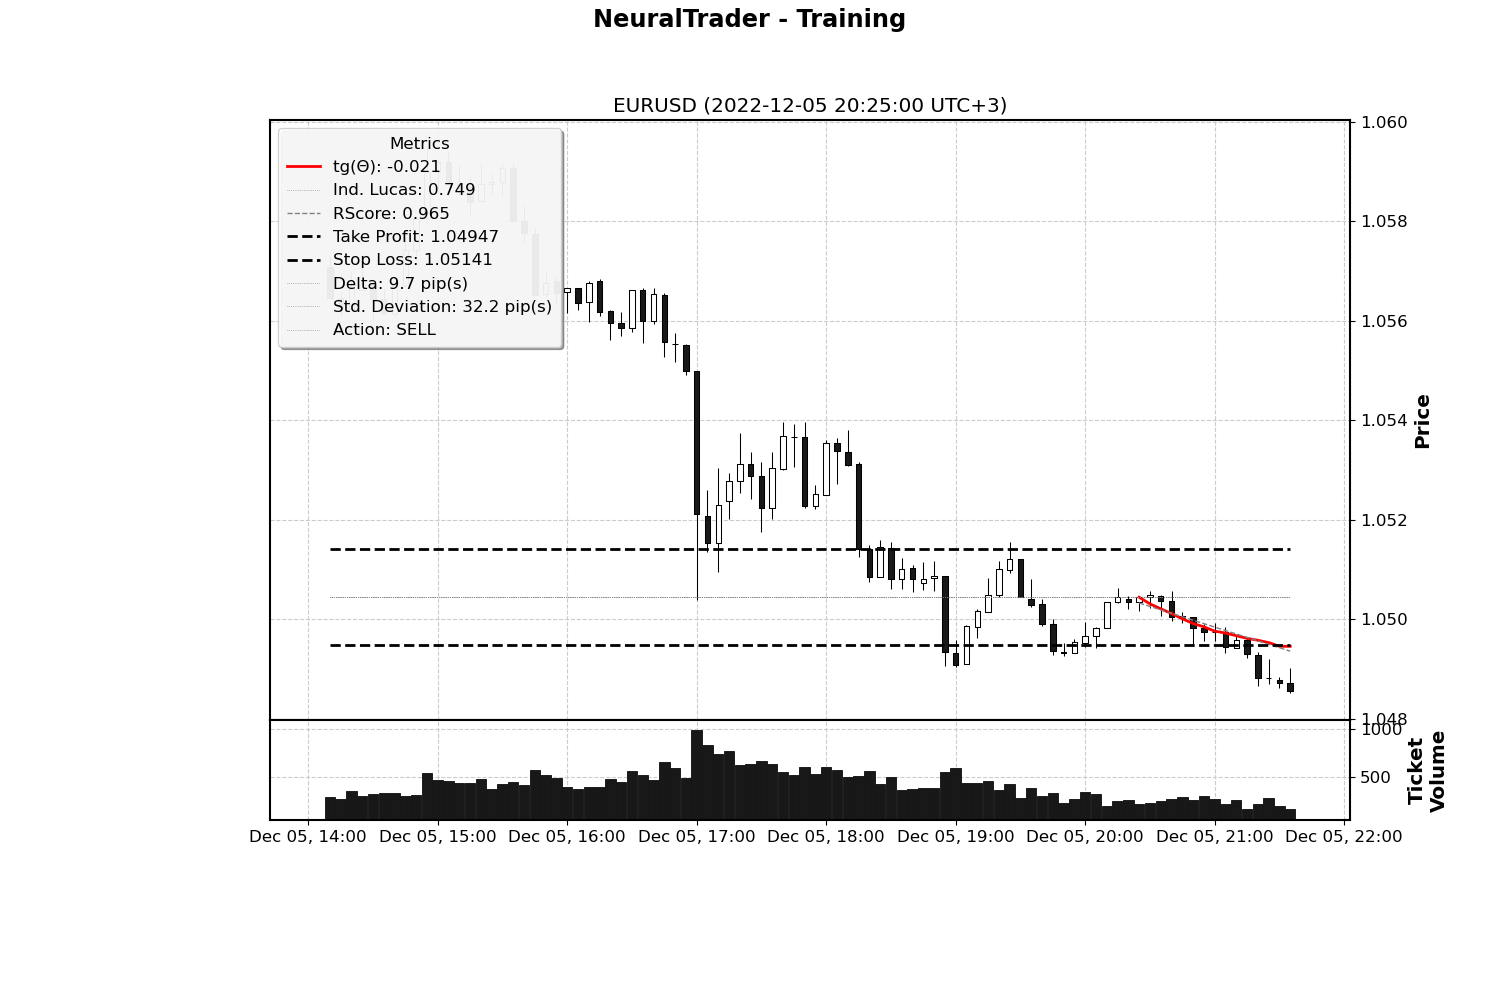 NeuralTrader - Training
EURUSD (2022-12-05 20:25:00 UTC+3)
Metrics
tg(Θ): -0.021
Ind. Lucas: 0.749
RScore: 0.965
Take Profit: 1.04947
Stop Loss: 1.05141
Delta: 9.7 pip(s)
Std. Deviation: 32.2 pip(s)
Action: SELL
1.060
1.058
1.056
1.054
1.052
1.050
1.048
Price
1000
500
Ticket
Volume
Dec 05, 14:00
Dec 05, 15:00
Dec 05, 16:00
Dec 05, 17:00
Dec 05, 18:00
Dec 05, 19:00
Dec 05, 20:00
Dec 05, 21:00
Dec 05, 22:00